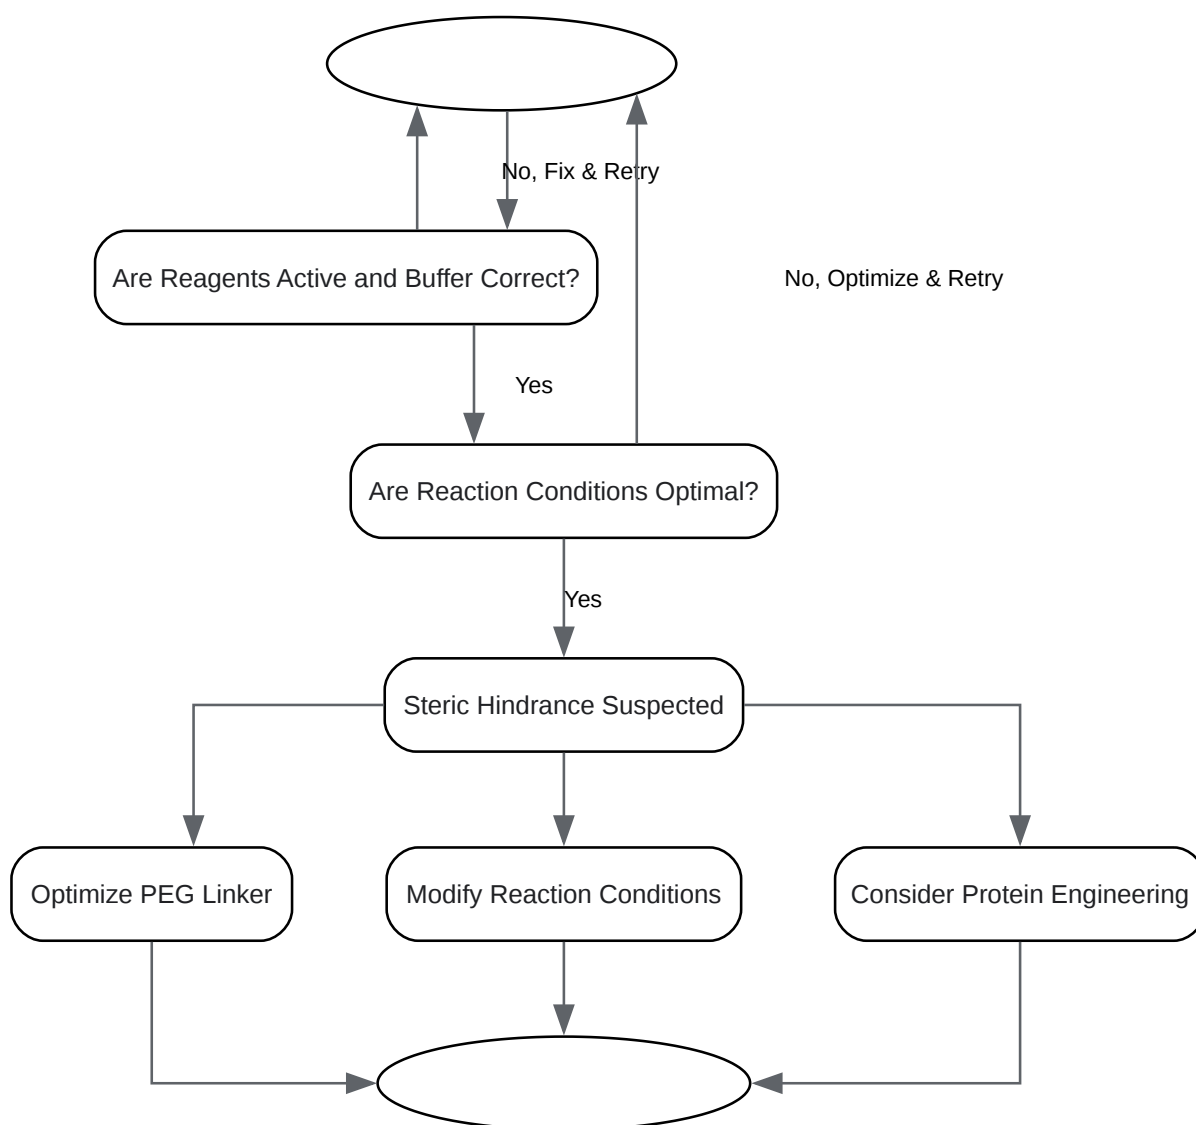 No, Fix & Retry
Are Reagents Active and Buffer Correct?
No, Optimize & Retry
Yes
Are Reaction Conditions Optimal?
Yes
Steric Hindrance Suspected
Optimize PEG Linker
Modify Reaction Conditions
Consider Protein Engineering